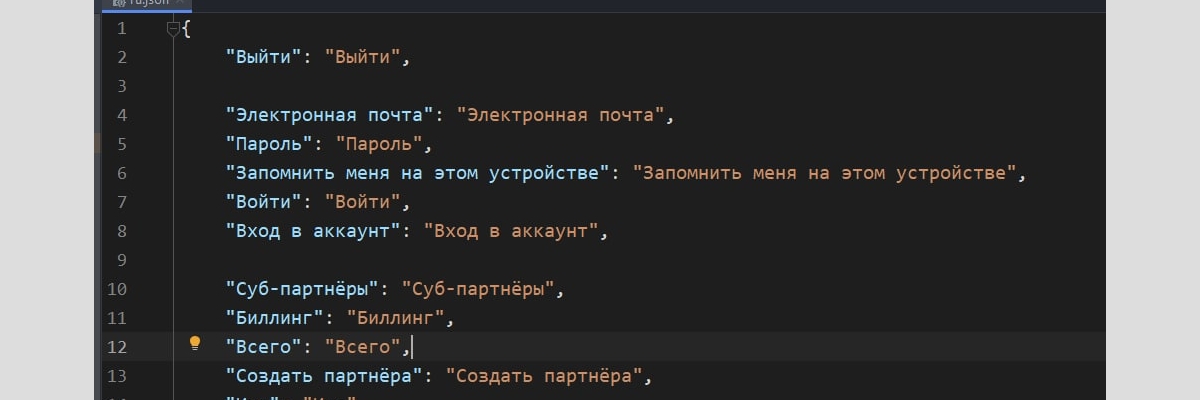 ru.json
1 {
2 "Выйти": "Выйти",
3
4 "Электронная почта": "Электронная почта",
5 "Пароль": "Пароль",
6 "Запомнить меня на этом устройстве": "Запомнить меня на этом устройстве",
7 "Войти": "Войти",
8 "Вход в аккаунт": "Вход в аккаунт",
9
10 "Суб-партнёры": "Суб-партнёры",
11 "Биллинг": "Биллинг",
12 "Всего": "Всего",
13 "Создать партнёра": "Создать партнёра",